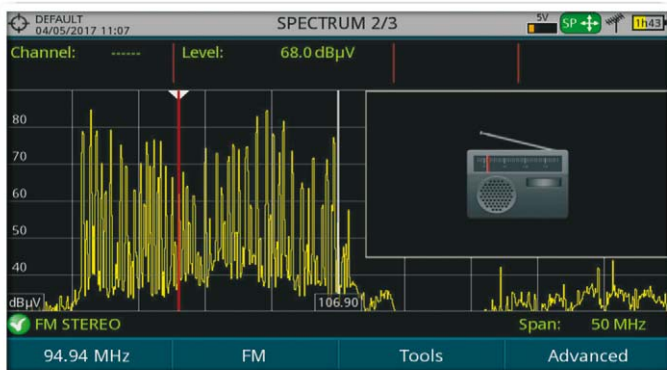 DEFAULT
04/05/2017 11:07
SPECTRUM 2/3
5V
SP
1h43
Channel: ------ Level: 68.0 dBµV
80
70
60
50
40
dBµV
106.90
FM STEREO
Span: 50 MHz
94.94 MHz FM Tools Advanced